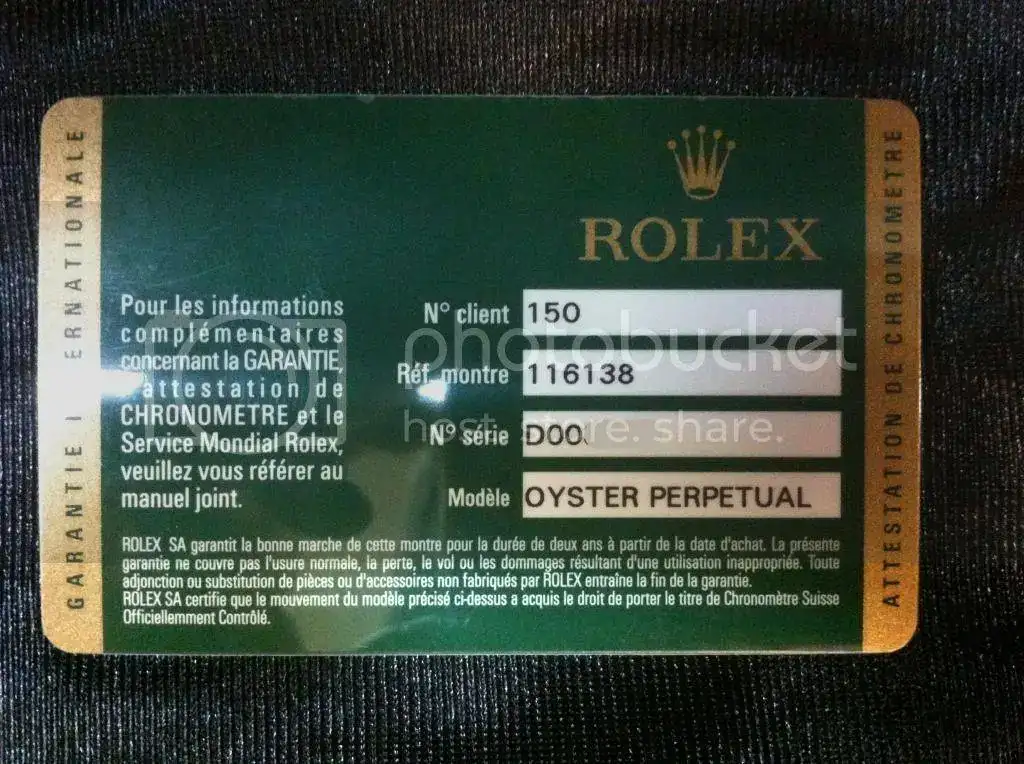 GARANTIE I ERNATIONALE
ROLEX
Pour les informations
complémentaires
concernant la GARANTIE,
attestation de
CHRONOMETRE et le
Service Mondial Rolex,
veuillez vous référer au
manuel joint.
N° client 150
Réf. montre 116138
N° série D00
Modèle OYSTER PERPETUAL
ROLEX SA garantit la bonne marche de cette montre pour la durée de deux ans à partir de la date d'achat. La présente
garantie ne couvre pas l'usure normale, la perte, le vol ou les dommages résultant d'une utilisation inappropriée. Toute
adjonction ou substitution de pièces ou d'accessoires non fabriqués par ROLEX entraîne la fin de la garantie.
ROLEX SA certifie que le mouvement du modèle précisé ci-dessus a acquis le droit de porter le titre de Chronomètre Suisse
Officiellemment Contrôlé.
ATTESTATION DE CHRONOMETRE
photobucket
host. store. share.